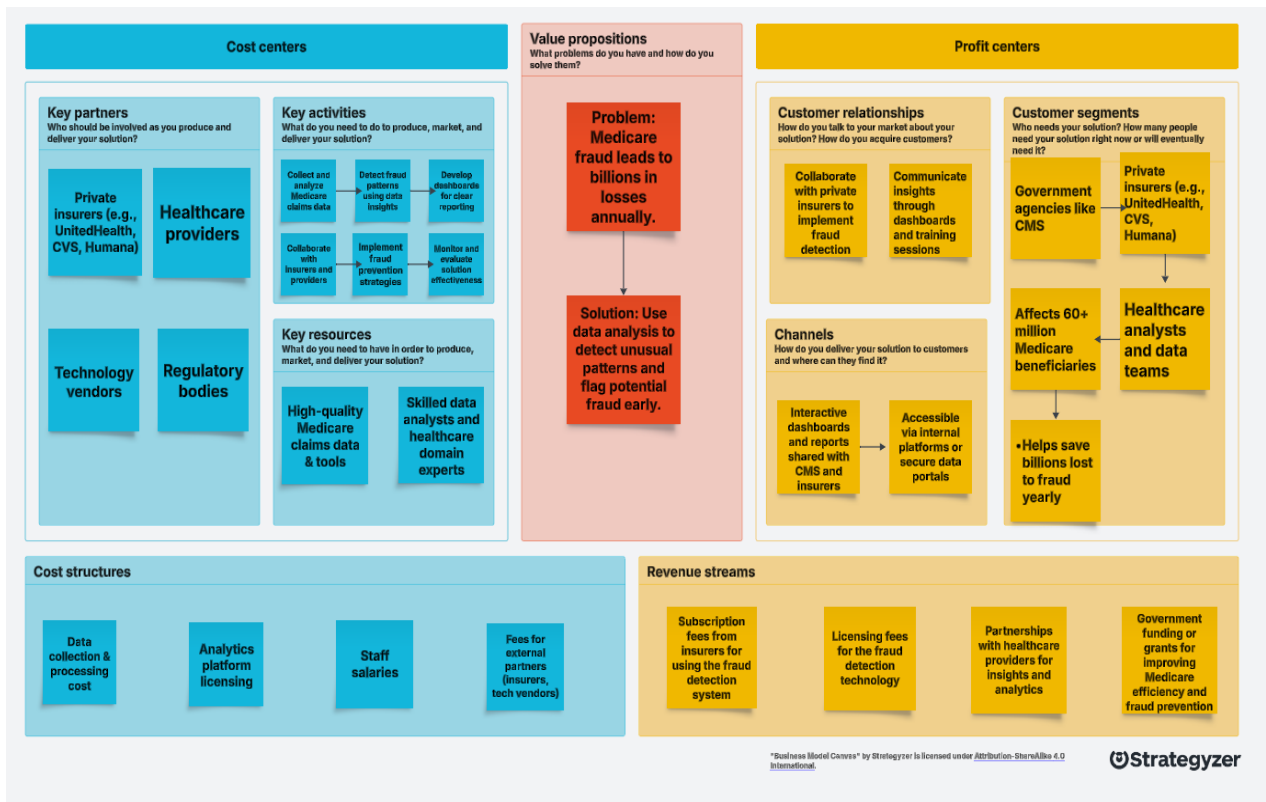 Cost centers
Value propositions
What problems do you have and how do you
solve them?
Profit centers
Key partners
Who should be involved as you produce and
deliver your solution?
Private
insurers (e.g.,
UnitedHealth,
CVS, Humana)
Healthcare
providers
Technology
vendors
Regulatory
bodies
Key activities
What do you need to do to produce, market, and
deliver your solution?
Collect and
analyze
Medicare
claims data
Detect fraud
patterns
using data
insights
Develop
dashboards
for clear
reporting
Collaborate
with
insurers and
providers
Implement
fraud
prevention
strategies
Monitor and
evaluate
solution
effectiveness
Key resources
What do you need to have in order to produce,
market, and deliver your solution?
High-quality
Medicare
claims data
& tools
Skilled data
analysts and
healthcare
domain
experts
Problem:
Medicare
fraud leads to
billions in
losses
annually.
Solution: Use
data analysis to
detect unusual
patterns and
flag potential
fraud early.
Customer relationships
How do you talk to your market about your
solution? How do you acquire customers?
Collaborate
with private
insurers to
implement
fraud
detection
Communicate
insights
through
dashboards
and training
sessions
Channels
How do you deliver your solution to customers
and where can they find it?
Interactive
dashboards
and reports
shared with
CMS and
insurers
Accessible
via internal
platforms or
secure data
portals
Customer segments
Who needs your solution? How many people
need your solution right now or will eventually
need it?
Government
agencies like
CMS
Private
insurers (e.g.,
UnitedHealth,
CVS,
Humana)
Affects 60+
million
Medicare
beneficiaries
Healthcare
analysts
and data
teams
•Helps save
billions lost
to fraud
yearly
Cost structures
Data
collection &
processing
cost
Analytics
platform
licensing
Staff
salaries
Fees for
external
partners
(insurers,
tech vendors)
Revenue streams
Subscription
fees from
insurers for
using the fraud
detection
system
Licensing fees
for the fraud
detection
technology
Partnerships
with healthcare
providers for
insights and
analytics
Government
funding or
grants for
improving
Medicare
efficiency and
fraud prevention
"Business Model Canvas" by Strategyzer is licensed under Attribution-ShareAlike 4.0
International.
Strategyzer